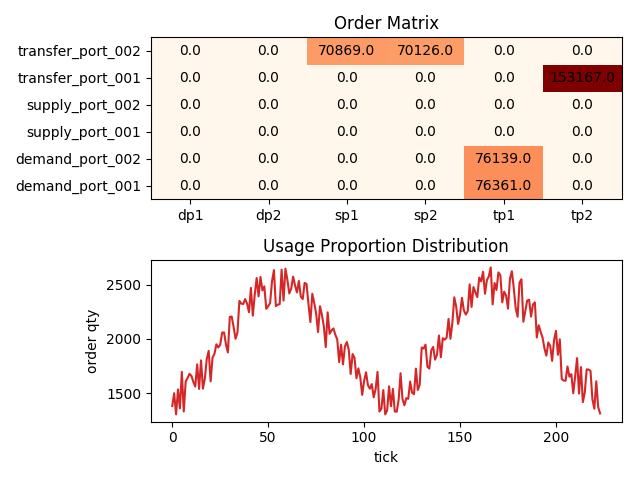 Order Matrix
transfer_port_002 0.0 0.0 70869.0 70126.0 0.0 0.0
transfer_port_001 0.0 0.0 0.0 0.0 0.0 153167.0
supply_port_002 0.0 0.0 0.0 0.0 0.0 0.0
supply_port_001 0.0 0.0 0.0 0.0 0.0 0.0
demand_port_002 0.0 0.0 0.0 0.0 76139.0 0.0
demand_port_001 0.0 0.0 0.0 0.0 76361.0 0.0
dp1 dp2 sp1 sp2 tp1 tp2
Usage Proportion Distribution
2500
2000
1500
order qty
0 50 100 150 200
tick